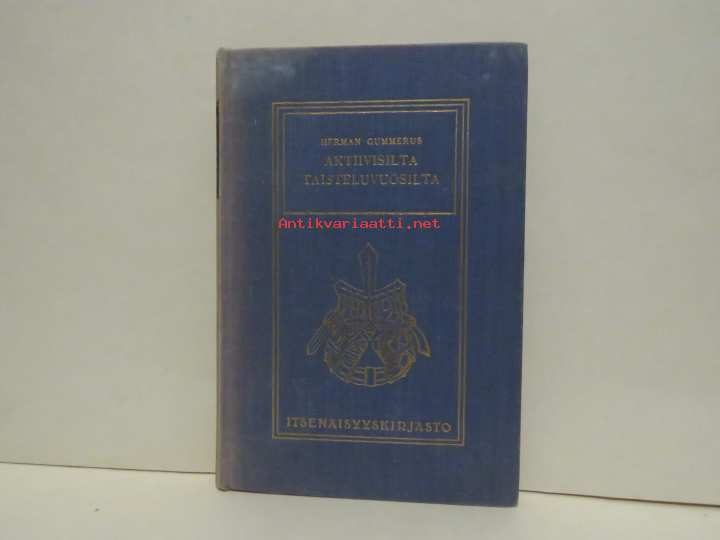 HERMAN GUMMERUS
AKTIIVISILTA
TAISTELUVUOSILTA
Antikvariaatti.net
ITSENÄISYYSKIRJASTO